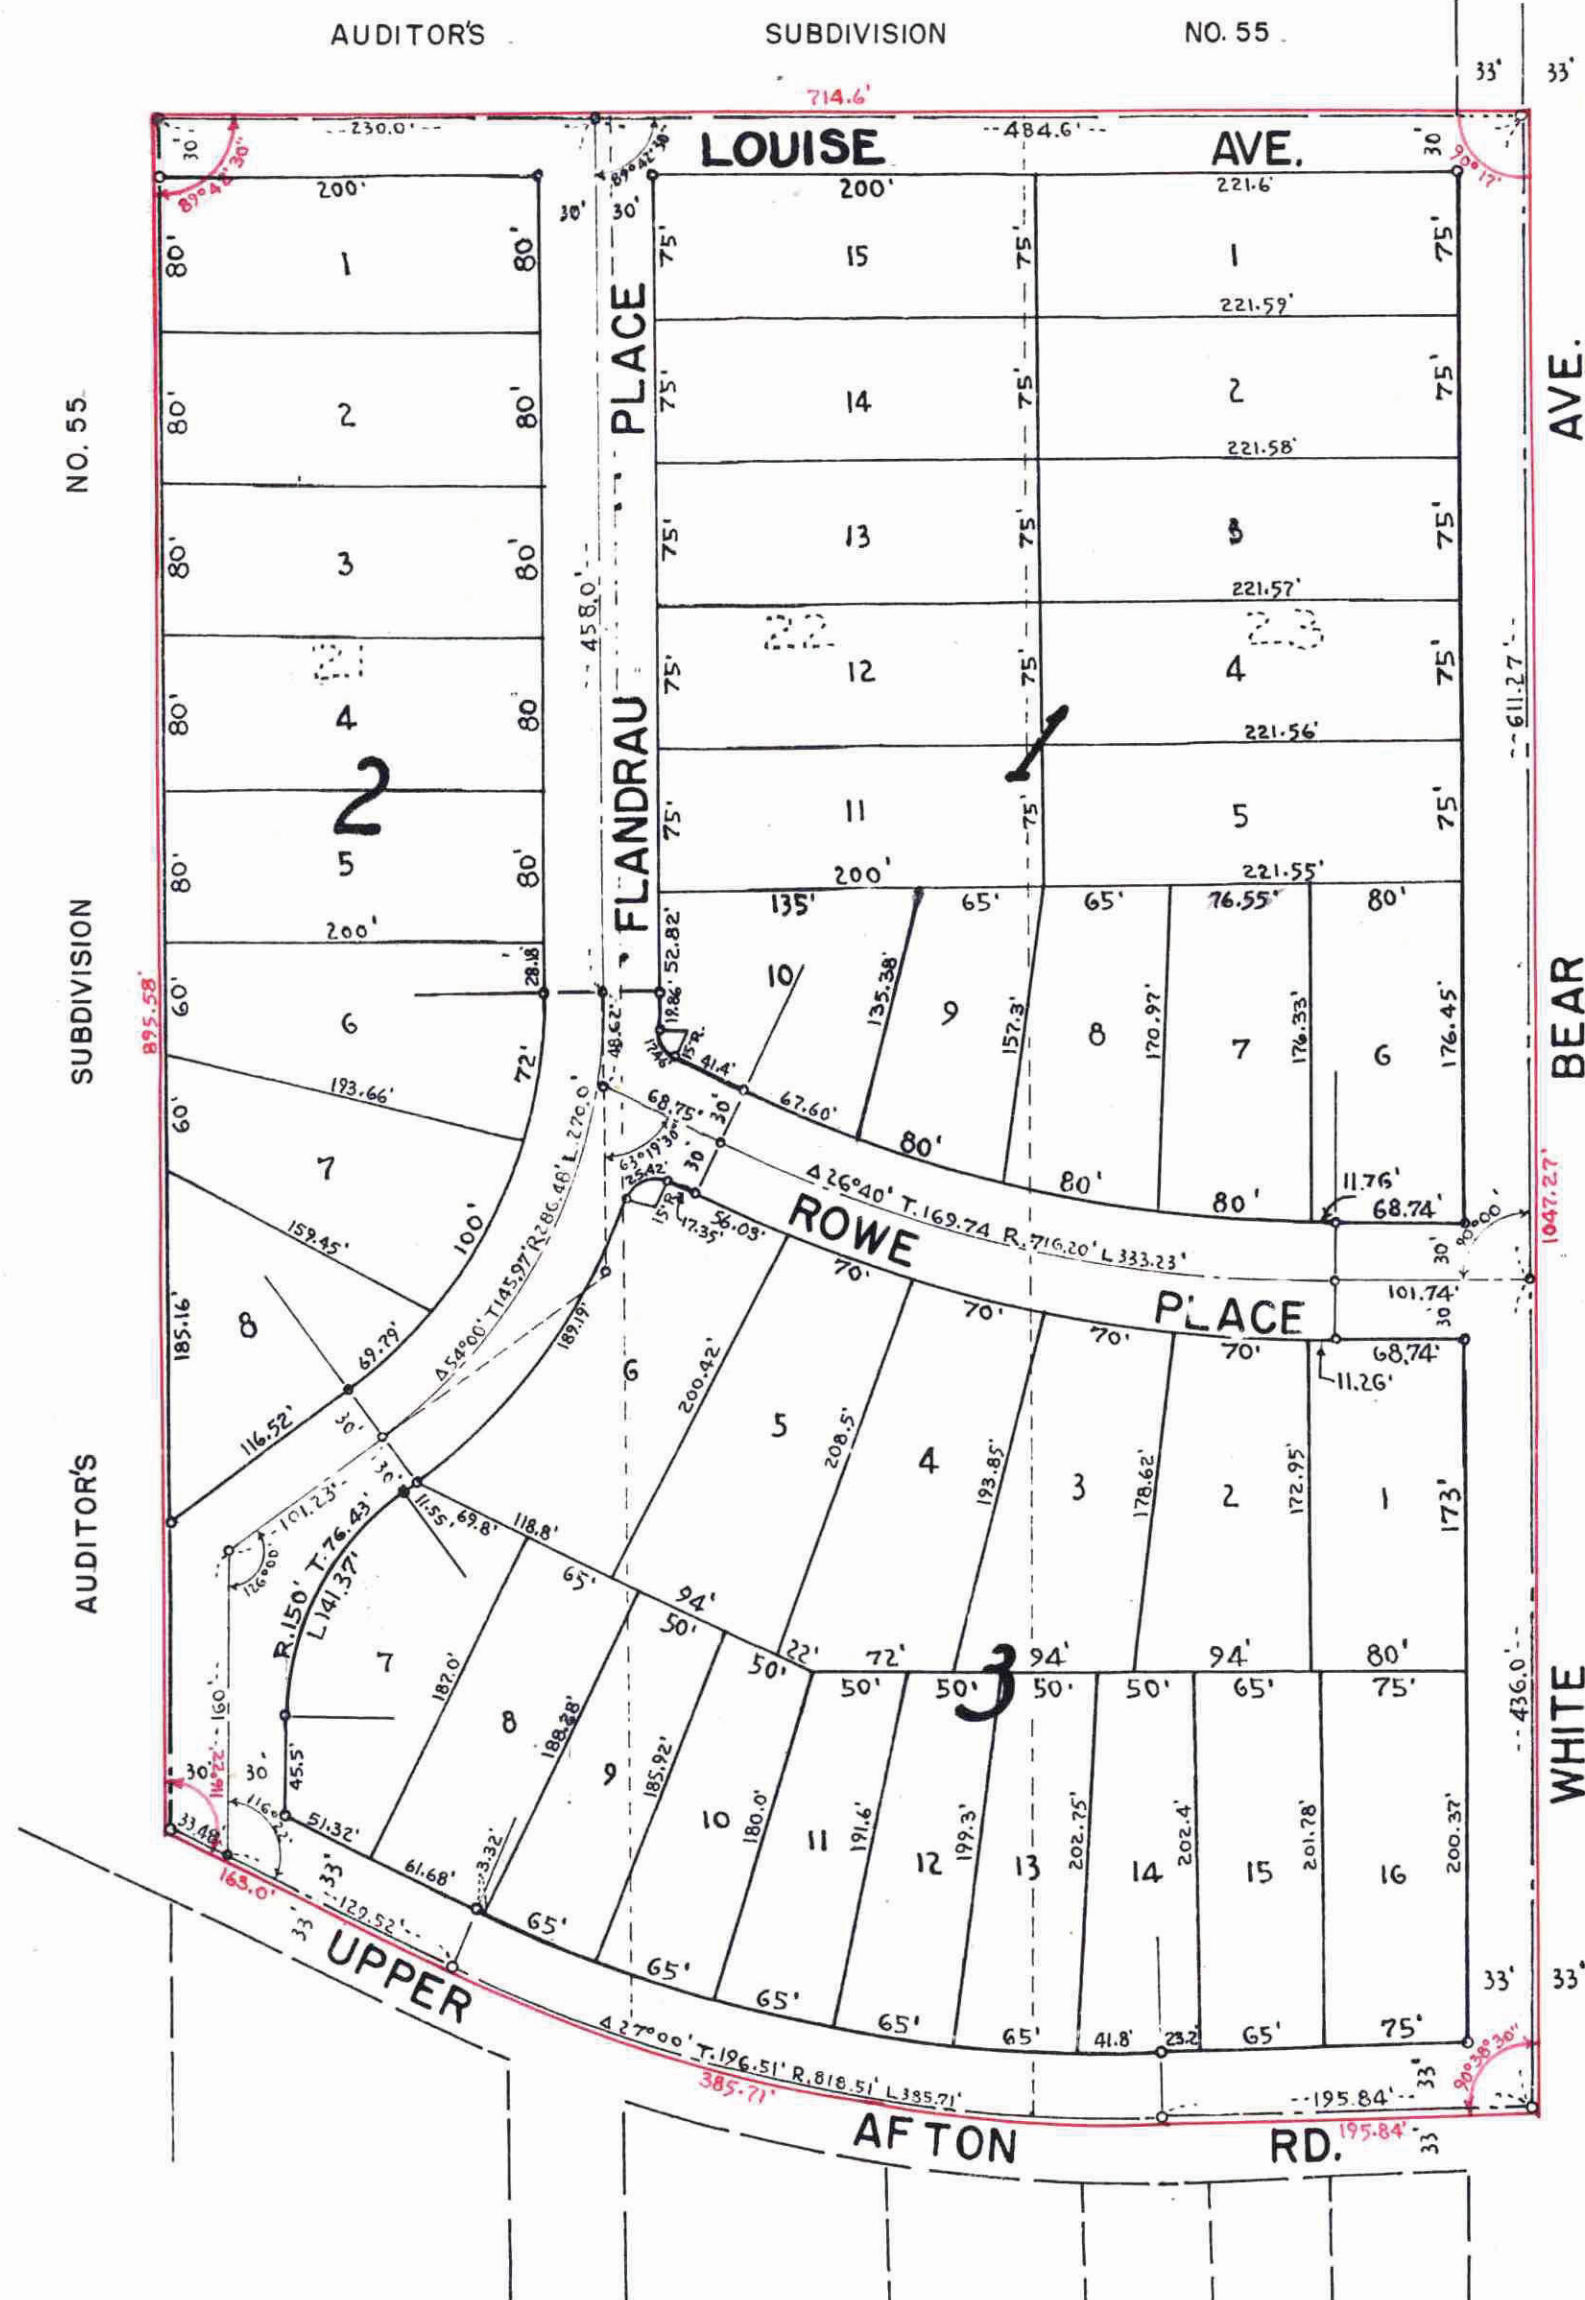 AUDITOR'S SUBDIVISION NO. 55
33' 33'
714.6'
230.0' 484.6'
LOUISE AVE.
30' 89°42'30" 89°42'30" 30' 90°17'
200' 200' 221.6'
30' 30'
80' 1 80' 75' 15 75' 1 75'
221.59'
PLACE
80' 2 80' 75' 14 75' 2 75'
221.58'
AVE.
NO. 55
80' 3 80' 75' 13 75' 3 75'
221.57'
458.0'
21 22 23
80' 4 80' 75' 12 75' 4 75'
611.27'
221.56'
2
1
FLANDRAU
80' 5 80' 75' 11 75' 5 75'
200' 221.55'
200' 135' 65' 65' 76.55' 80'
SUBDIVISION
895.58'
60' 28.18 52.82' 10 135.38' 9 157.3' 8 170.97' 7 176.33' 6 176.45'
BEAR
6 72' 48.62' 19.86' 15'R. 41.4'
193.66'
60' 68.75' 30' 67.60' 80' 80' 80' 11.76' 68.74' 90°00'
63°19'30" 30'
7 100' 25.42' 15'R. 17.35' 56.03'
1047.27'
Δ 26°40' T.169.74 R.716.20' L 333.23'
ROWE PLACE
30' 101.74' 30'
159.45'
Δ 54°00' T 145.97' R 286.48' L.270.0'
185.16' 8 69.79' 189.19'
70' 70' 70' 70' 68.74'
11.26'
116.52' 30' 30'
6 200.42' 5 208.5' 4 193.85' 3 178.62' 2 172.95' 1 173'
AUDITOR'S
101.23' 11.55' 69.8' 118.8'
126°00'
R.150' T.76.43'
L 141.37'
65' 94'
50' 22' 72' 94' 94' 80'
50' 50' 50' 50' 50' 65' 75'
3
436.0'
WHITE
160' 7 187.0' 8 188.28' 9 185.92' 10 180.0' 11 191.6' 12 199.3' 13 202.75' 14 202.4' 15 201.78' 16 200.37'
30' 116°22' 30' 45.5'
116°22'
33.48' 51.32' 61.68' 3.32'
163.0' 33' 129.52' 33
65' 65' 65' 65' 65' 41.8' 23.2' 65' 75'
33' 33'
90°38'30"
UPPER
Δ 27°00' T.196.51' R.818.51' L 385.71'
385.71'
33' 195.84'
AFTON RD. 195.84' 33